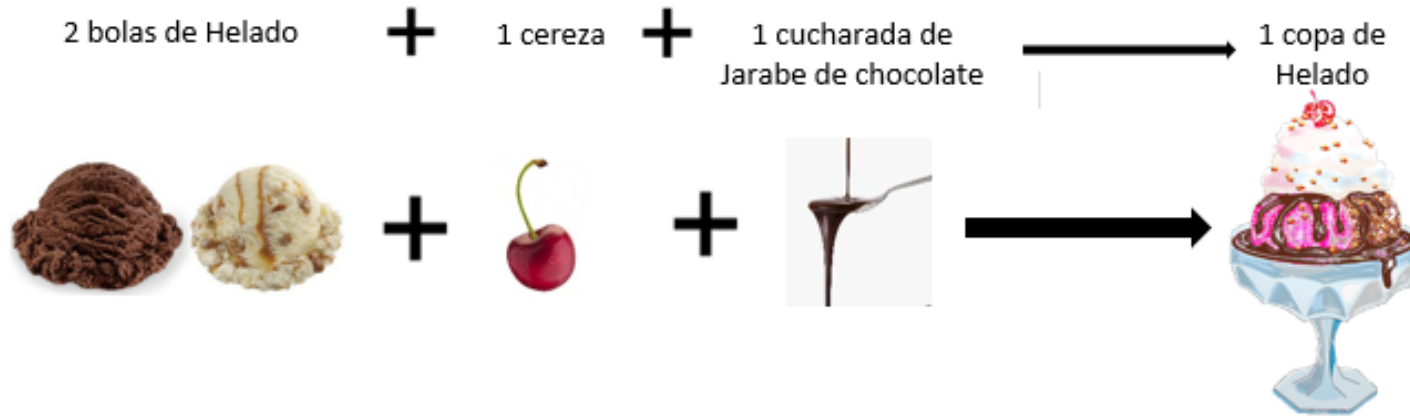 2 bolas de Helado + 1 cereza + 1 cucharada de Jarabe de chocolate → 1 copa de Helado